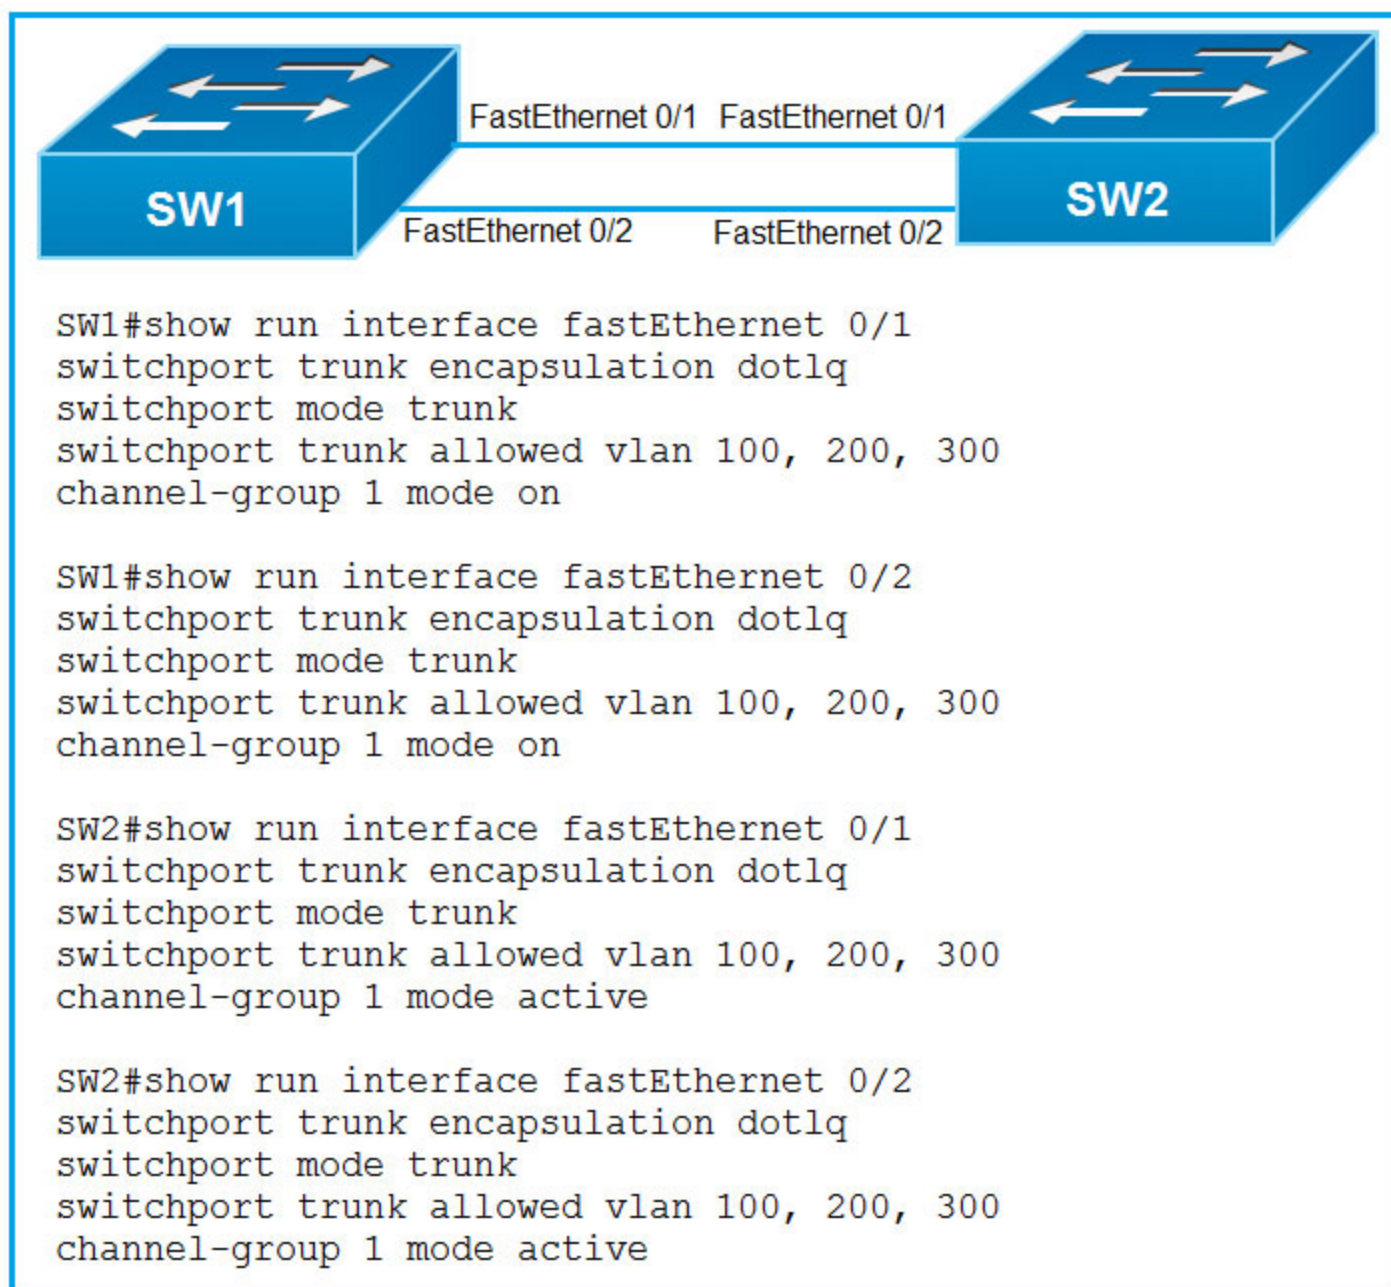 FastEthernet 0/1 FastEthernet 0/1
SW1
SW2
FastEthernet 0/2 FastEthernet 0/2
SW1#show run interface fastEthernet 0/1
switchport trunk encapsulation dotlq
switchport mode trunk
switchport trunk allowed vlan 100, 200, 300
channel-group 1 mode on
SW1#show run interface fastEthernet 0/2
switchport trunk encapsulation dotlq
switchport mode trunk
switchport trunk allowed vlan 100, 200, 300
channel-group 1 mode on
SW2#show run interface fastEthernet 0/1
switchport trunk encapsulation dotlq
switchport mode trunk
switchport trunk allowed vlan 100, 200, 300
channel-group 1 mode active
SW2#show run interface fastEthernet 0/2
switchport trunk encapsulation dotlq
switchport mode trunk
switchport trunk allowed vlan 100, 200, 300
channel-group 1 mode active